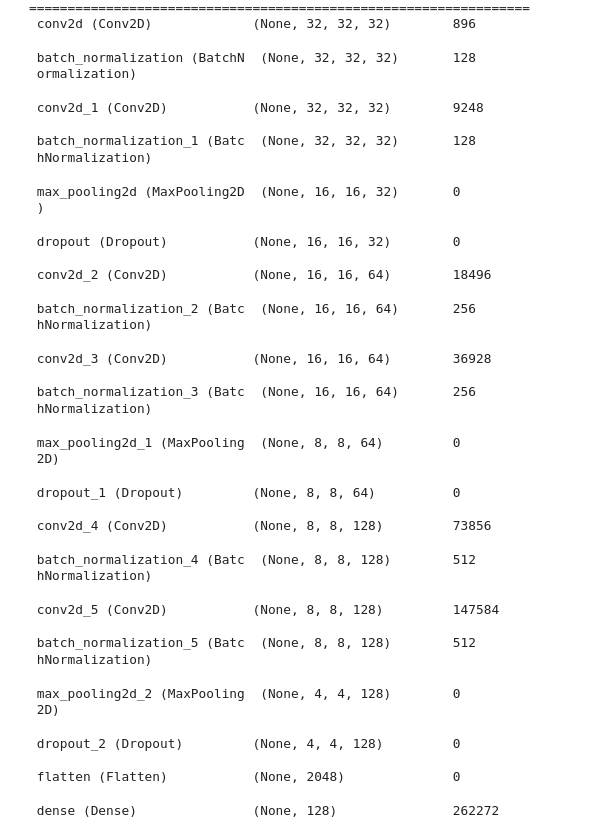 =================================================================
conv2d (Conv2D)             (None, 32, 32, 32)        896
batch_normalization (BatchN  (None, 32, 32, 32)       128
ormalization)
conv2d_1 (Conv2D)           (None, 32, 32, 32)        9248
batch_normalization_1 (Batc  (None, 32, 32, 32)       128
hNormalization)
max_pooling2d (MaxPooling2D  (None, 16, 16, 32)       0
)
dropout (Dropout)           (None, 16, 16, 32)        0
conv2d_2 (Conv2D)           (None, 16, 16, 64)        18496
batch_normalization_2 (Batc  (None, 16, 16, 64)       256
hNormalization)
conv2d_3 (Conv2D)           (None, 16, 16, 64)        36928
batch_normalization_3 (Batc  (None, 16, 16, 64)       256
hNormalization)
max_pooling2d_1 (MaxPooling  (None, 8, 8, 64)         0
2D)
dropout_1 (Dropout)         (None, 8, 8, 64)          0
conv2d_4 (Conv2D)           (None, 8, 8, 128)         73856
batch_normalization_4 (Batc  (None, 8, 8, 128)        512
hNormalization)
conv2d_5 (Conv2D)           (None, 8, 8, 128)         147584
batch_normalization_5 (Batc  (None, 8, 8, 128)        512
hNormalization)
max_pooling2d_2 (MaxPooling  (None, 4, 4, 128)        0
2D)
dropout_2 (Dropout)         (None, 4, 4, 128)         0
flatten (Flatten)           (None, 2048)              0
dense (Dense)               (None, 128)               262272